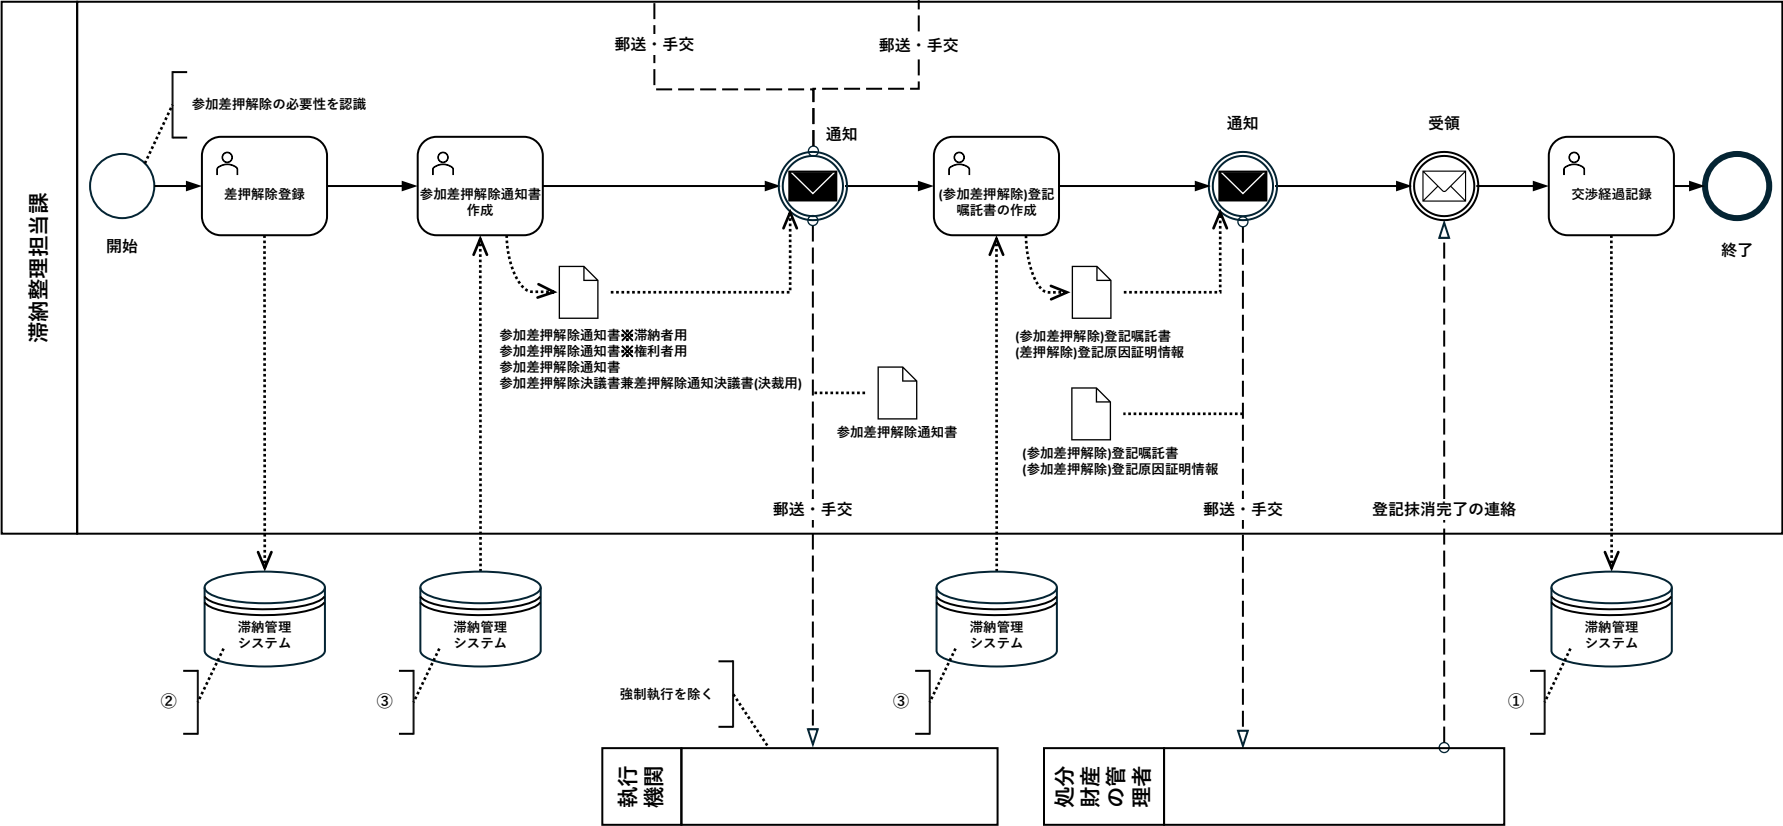 郵送・手交
郵送・手交
参加差押解除の必要性を認識
通知
通知
受領
滞納整理担当課
開始
差押解除登録
参加差押解除通知書
作成
(参加差押解除)登記
嘱託書の作成
交渉経過記録
終了
参加差押解除通知書※滞納者用
参加差押解除通知書※権利者用
参加差押解除通知書
参加差押解除決議書兼差押解除通知決議書(決裁用)
(参加差押解除)登記嘱託書
(差押解除)登記原因証明情報
参加差押解除通知書
(参加差押解除)登記嘱託書
(参加差押解除)登記原因証明情報
郵送・手交
郵送・手交
登記抹消完了の連絡
滞納管理
システム
滞納管理
システム
滞納管理
システム
滞納管理
システム
②
③
強制執行を除く
③
①
執行
機関
処分
財産
の管
理者